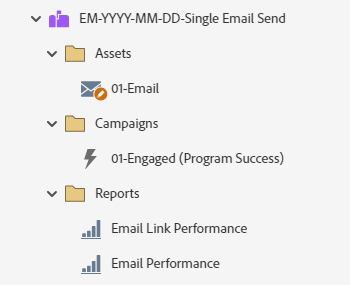 EM-YYYY-MM-DD-Single Email Send
Assets
01-Email
Campaigns
01-Engaged (Program Success)
Reports
Email Link Performance
Email Performance